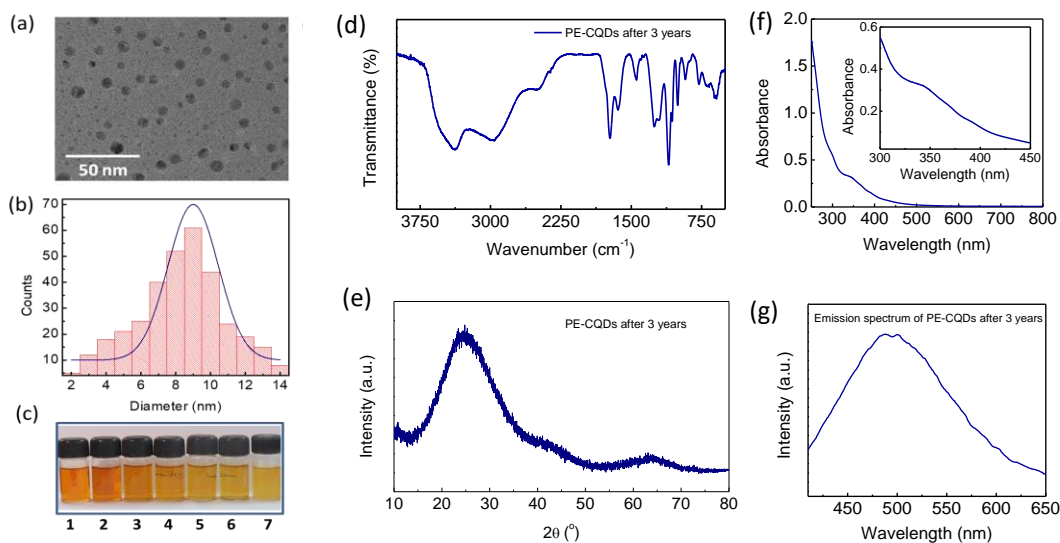 (a)
50 nm
(b)
70
60
50
40
30
20
10
Counts
2 4 6 8 10 12 14
Diameter (nm)
(c)
1 2 3 4 5 6 7
(d)
PE-CQDs after 3 years
Transmittance (%)
3750 3000 2250 1500 750
Wavenumber (cm⁻¹)
(e)
PE-CQDs after 3 years
Intensity (a.u.)
10 20 30 40 50 60 70 80
2θ (°)
(f)
2.0
1.5
1.0
0.5
0.0
Absorbance
300 400 500 600 700 800
Wavelength (nm)
0.6
0.4
0.2
Absorbance
300 350 400 450
Wavelength (nm)
(g)
Emission spectrum of PE-CQDs after 3 years
Intensity (a.u.)
450 500 550 600 650
Wavelength (nm)